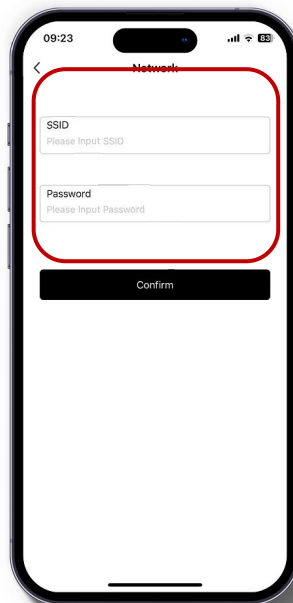 09:23
83
Network
SSID
Please Input SSID
Password
Please Input Password
Confirm